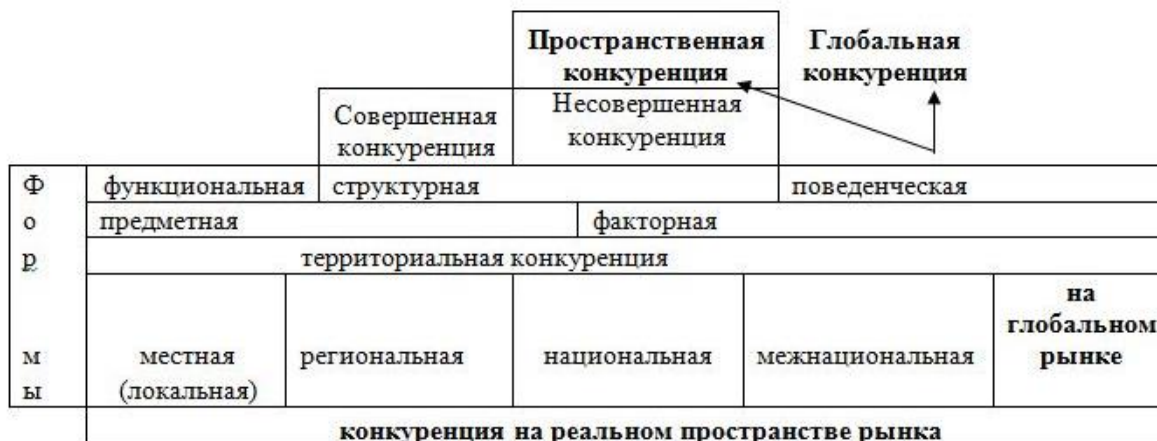 Пространственная Глобальная
конкуренция конкуренция
Совершенная Несовершенная
конкуренция конкуренция
Ф функциональная структурная поведенческая
о предметная факторная
р территориальная конкуренция
на
глобальном
м местная региональная национальная межнациональная рынке
ы (локальная)
конкуренция на реальном пространстве рынка